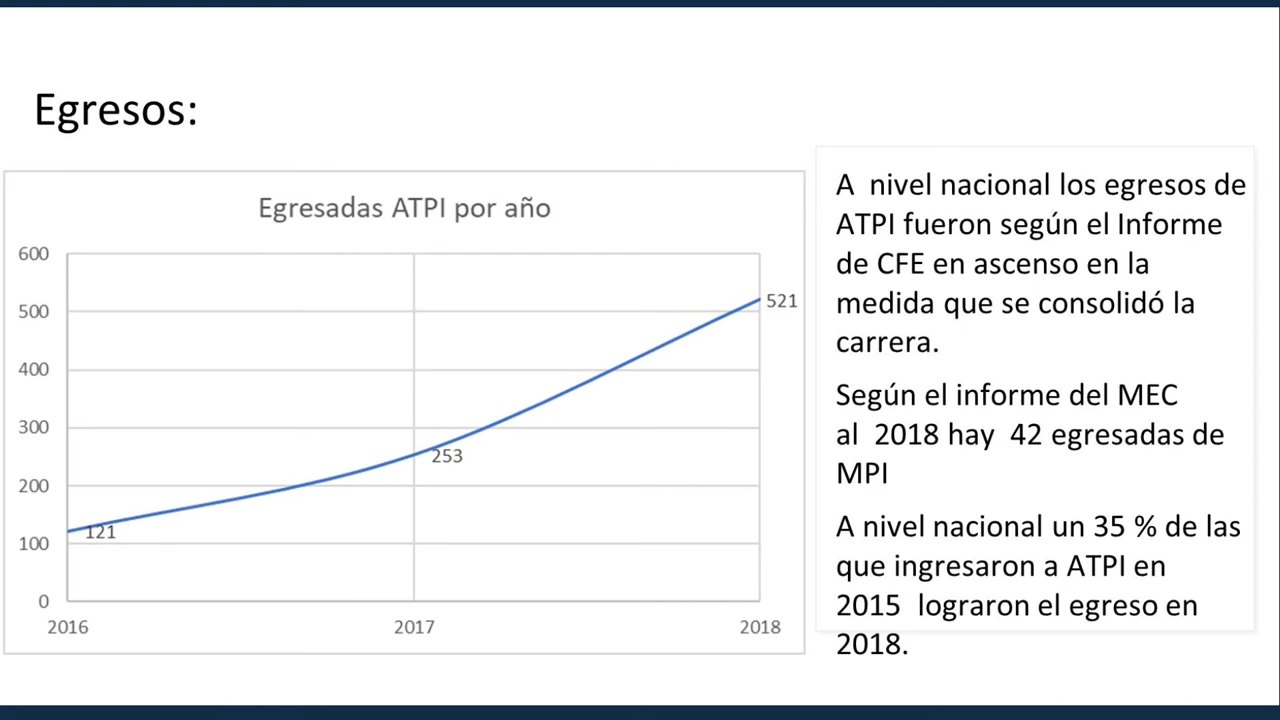 Egresos:
Egresadas ATPI por año
600
500
400
300
200
100
0
121
253
521
2016
2017
2018
A nivel nacional los egresos de
ATPI fueron según el Informe
de CFE en ascenso en la
medida que se consolidó la
carrera.
Según el informe del MEC
al 2018 hay 42 egresadas de
MPI
A nivel nacional un 35 % de las
que ingresaron a ATPI en
2015 lograron el egreso en
2018.